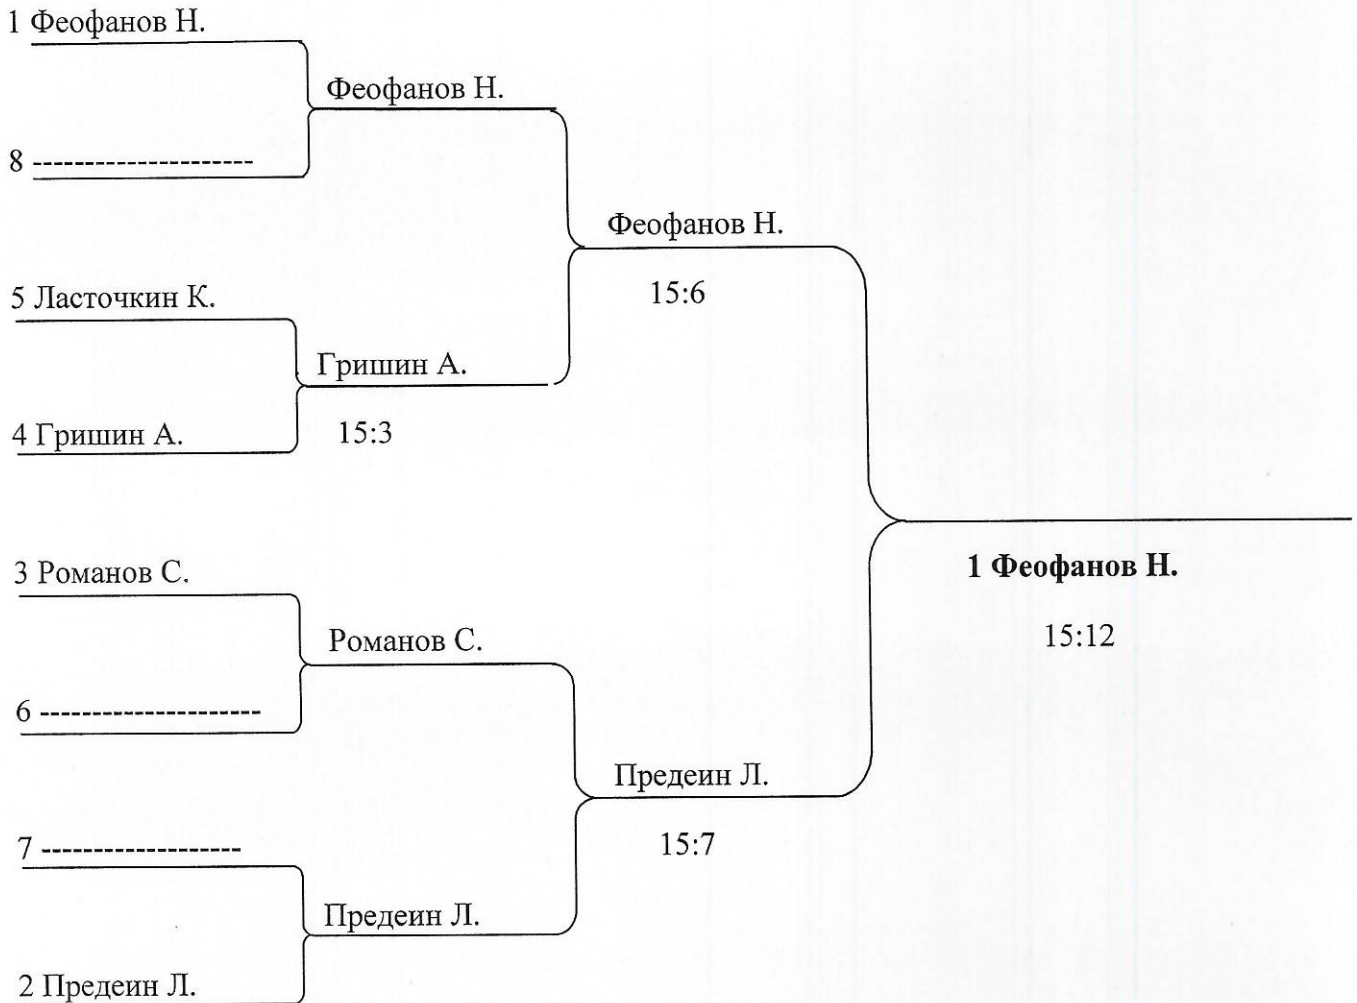 1 Феофанов Н.
Феофанов Н.
8 ---------------------
Феофанов Н.
15:6
5 Ласточкин К.
Гришин А.
4 Гришин А.
15:3
3 Романов С.
Романов С.
6 ---------------------
1 Феофанов Н.
15:12
Предеин Л.
15:7
7 -------------------
Предеин Л.
2 Предеин Л.